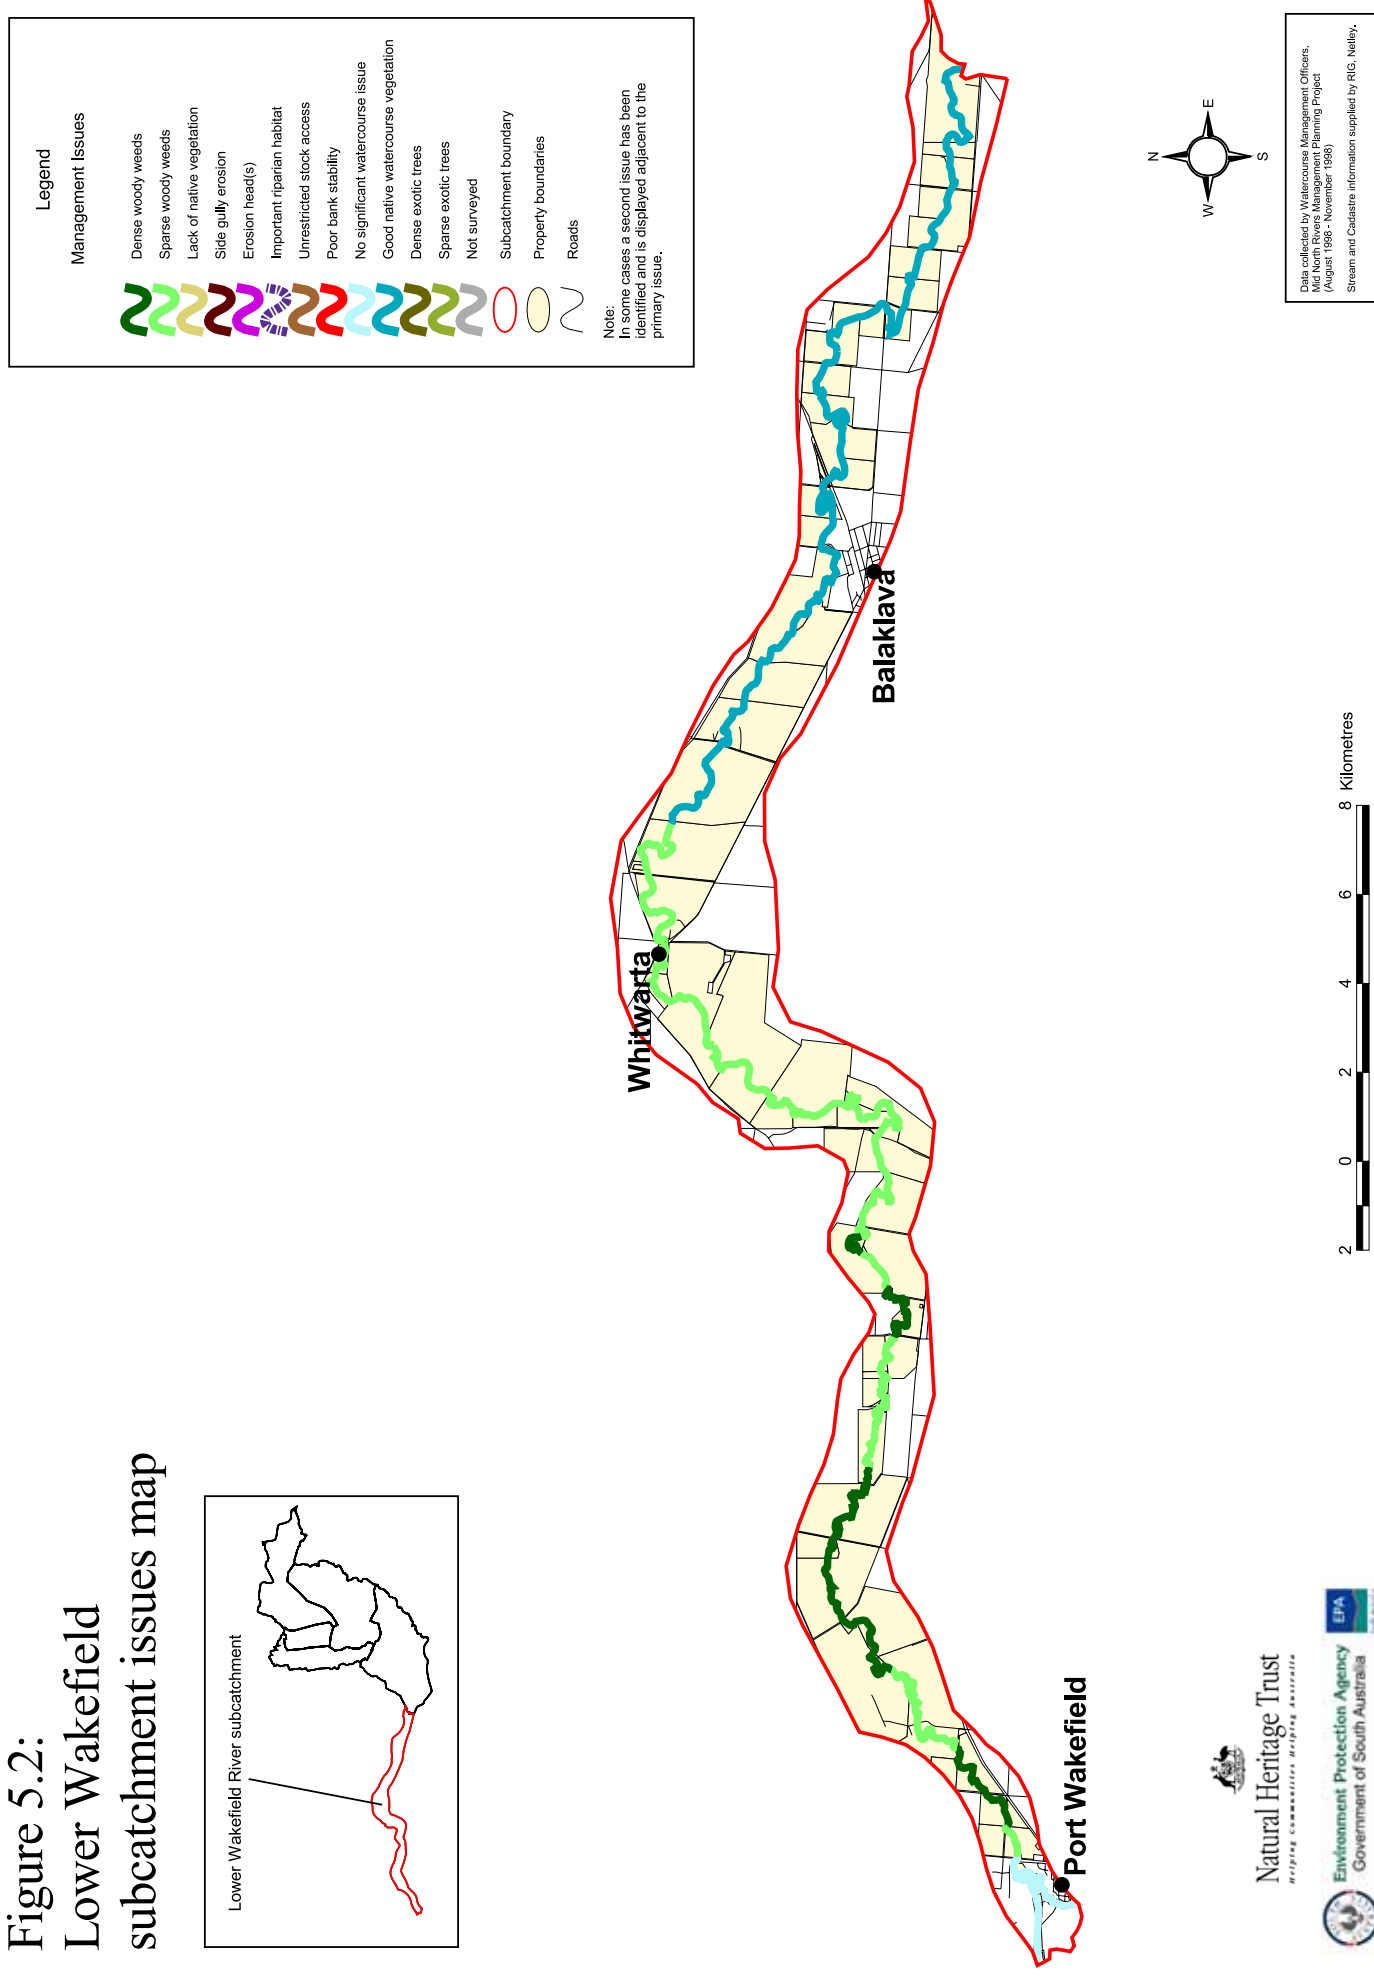 Figure 5.2:
Lower Wakefield
subcatchment issues map
Lower Wakefield River subcatchment
Legend
Management Issues
Dense woody weeds
Sparse woody weeds
Lack of native vegetation
Side gully erosion
Erosion head(s)
Important riparian habitat
Unrestricted stock access
Poor bank stability
No significant watercourse issue
Good native watercourse vegetation
Dense exotic trees
Sparse exotic trees
Not surveyed
Subcatchment boundary
Property boundaries
Roads
Note:
In some cases a second issue has been
identified and is displayed adjacent to the
primary issue.
Whitwarta
Balaklava
Port Wakefield
N
W
E
S
2 0 2 4 6 8 Kilometres
Natural Heritage Trust
Helping Communities Helping Australia
Environment Protection Agency
Government of South Australia
EPA
Data collected by Watercourse Management Officers,
Mid North Rivers Management Planning Project
(August 1998 - November 1998)
Stream and Cadastre information supplied by RIG, Netley.